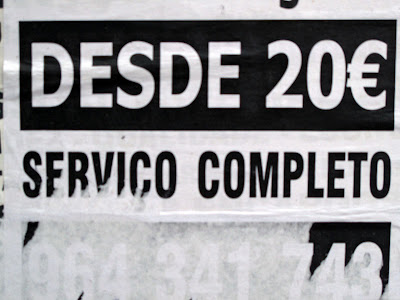 DESDE 20€
SERVICO COMPLETO
964 341 743